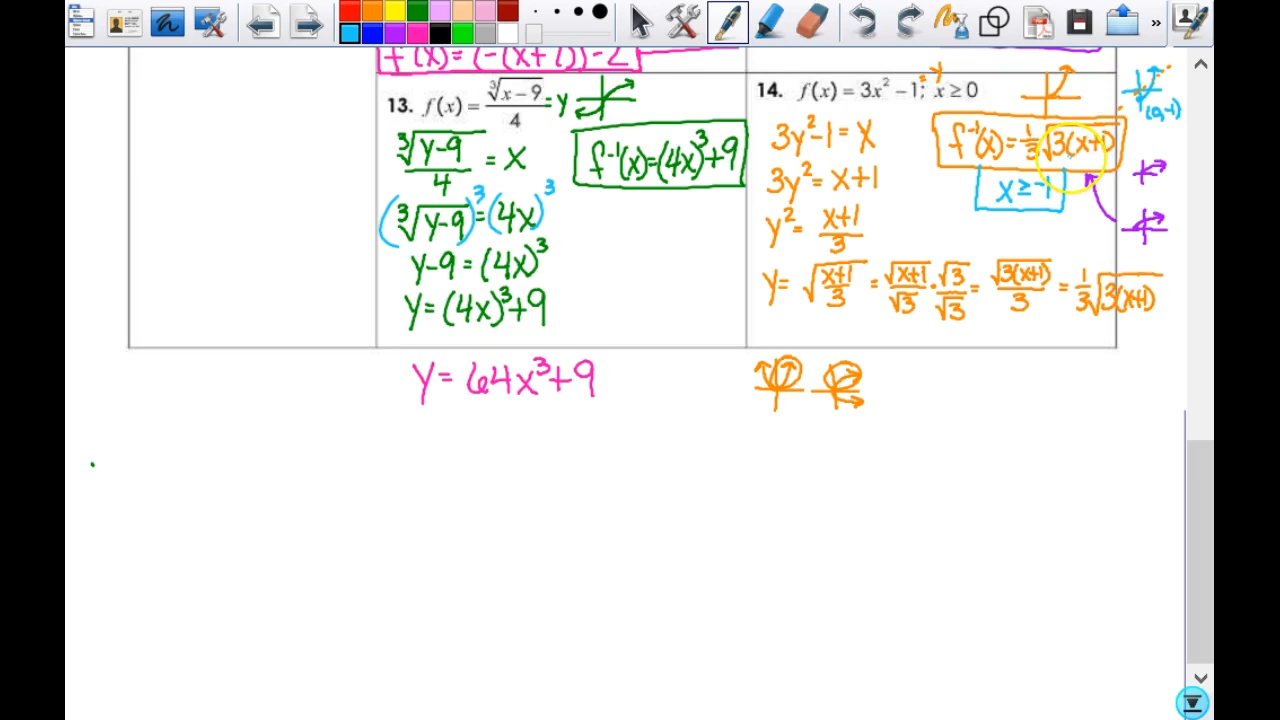 f(x) = (-(x+1)) - 2
13. f(x) = ∛(x − 9) / 4 = y
∛(y-9) / 4 = x
(∛(y-9))³ = (4x)³
y-9 = (4x)³
y = (4x)³+9
f⁻¹(x)=(4x)³+9
y = 64x³+9
14. f(x) = 3x² − 1; x ≥ 0
= y
3y²-1 = x
3y² = x+1
y² = (x+1)/3
y = √((x+1)/3) = √(x+1)/√3 · √3/√3 = √(3(x+1))/3 = 1/3 √(3(x+1))
f⁻¹(x) = 1/3 √(3(x+1))
x ≥ -1
(0,-1)